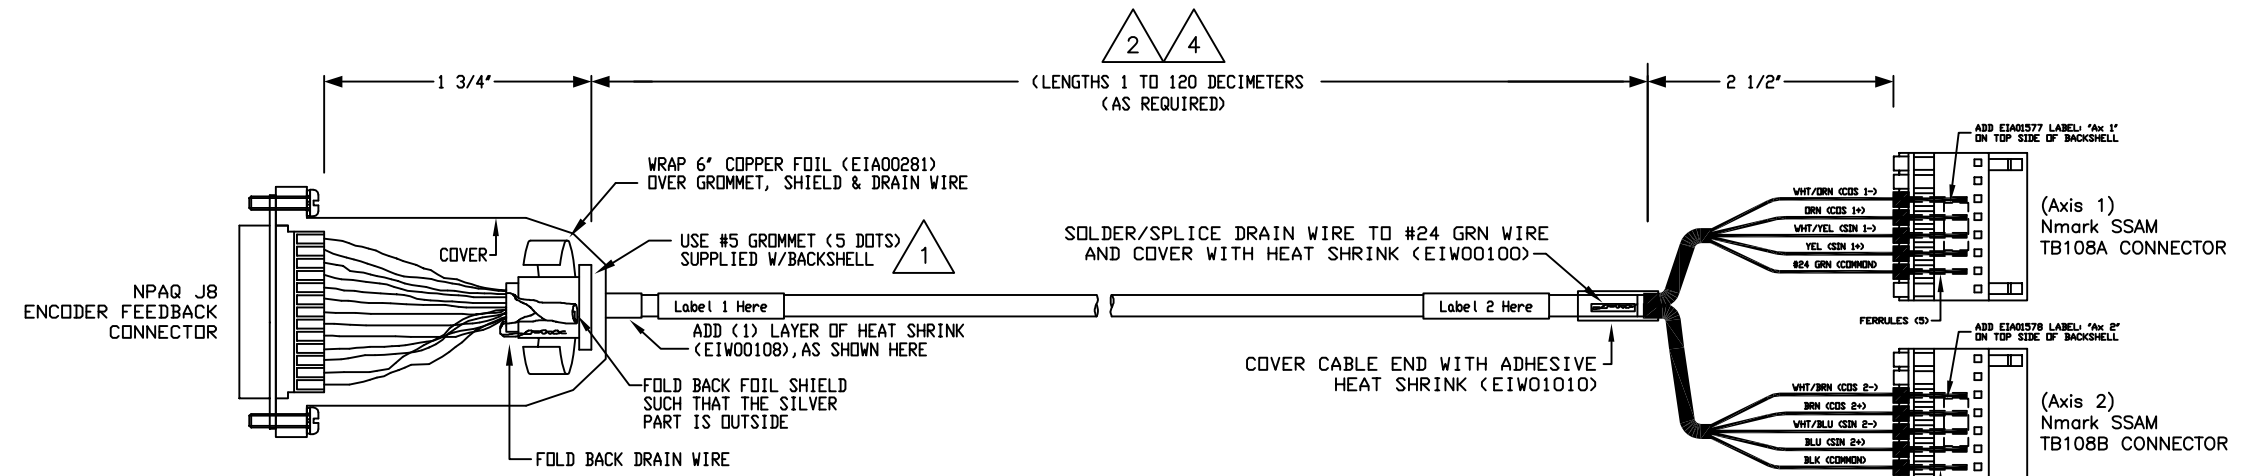 2 4
1 3/4"
(LENGTHS 1 TO 120 DECIMETERS
(AS REQUIRED)
2 1/2"
ADD EIA01577 LABEL: "Ax 1"
ON TOP SIDE OF BACKSHELL
WRAP 6" COPPER FOIL (EIA00281)
OVER GROMMET, SHIELD & DRAIN WIRE
WHT/ORN (COS 1-)
ORN (COS 1+)
WHT/YEL (SIN 1-)
YEL (SIN 1+)
#24 GRN (COMMON)
(Axis 1)
Nmark SSAM
TB108A CONNECTOR
COVER
USE #5 GROMMET (5 DOTS)
SUPPLIED W/BACKSHELL
1
SOLDER/SPLICE DRAIN WIRE TO #24 GRN WIRE
AND COVER WITH HEAT SHRINK (EIW00100)
NPAQ J8
ENCODER FEEDBACK
CONNECTOR
Label 1 Here
Label 2 Here
ADD (1) LAYER OF HEAT SHRINK
(EIW00108), AS SHOWN HERE
FERRULES (5)
ADD EIA01578 LABEL: "Ax 2"
ON TOP SIDE OF BACKSHELL
COVER CABLE END WITH ADHESIVE
HEAT SHRINK (EIW01010)
FOLD BACK FOIL SHIELD
SUCH THAT THE SILVER
PART IS OUTSIDE
WHT/BRN (COS 2-)
BRN (COS 2+)
WHT/BLU (SIN 2-)
BLU (SIN 2+)
BLK (COMMON)
(Axis 2)
Nmark SSAM
TB108B CONNECTOR
FOLD BACK DRAIN WIRE